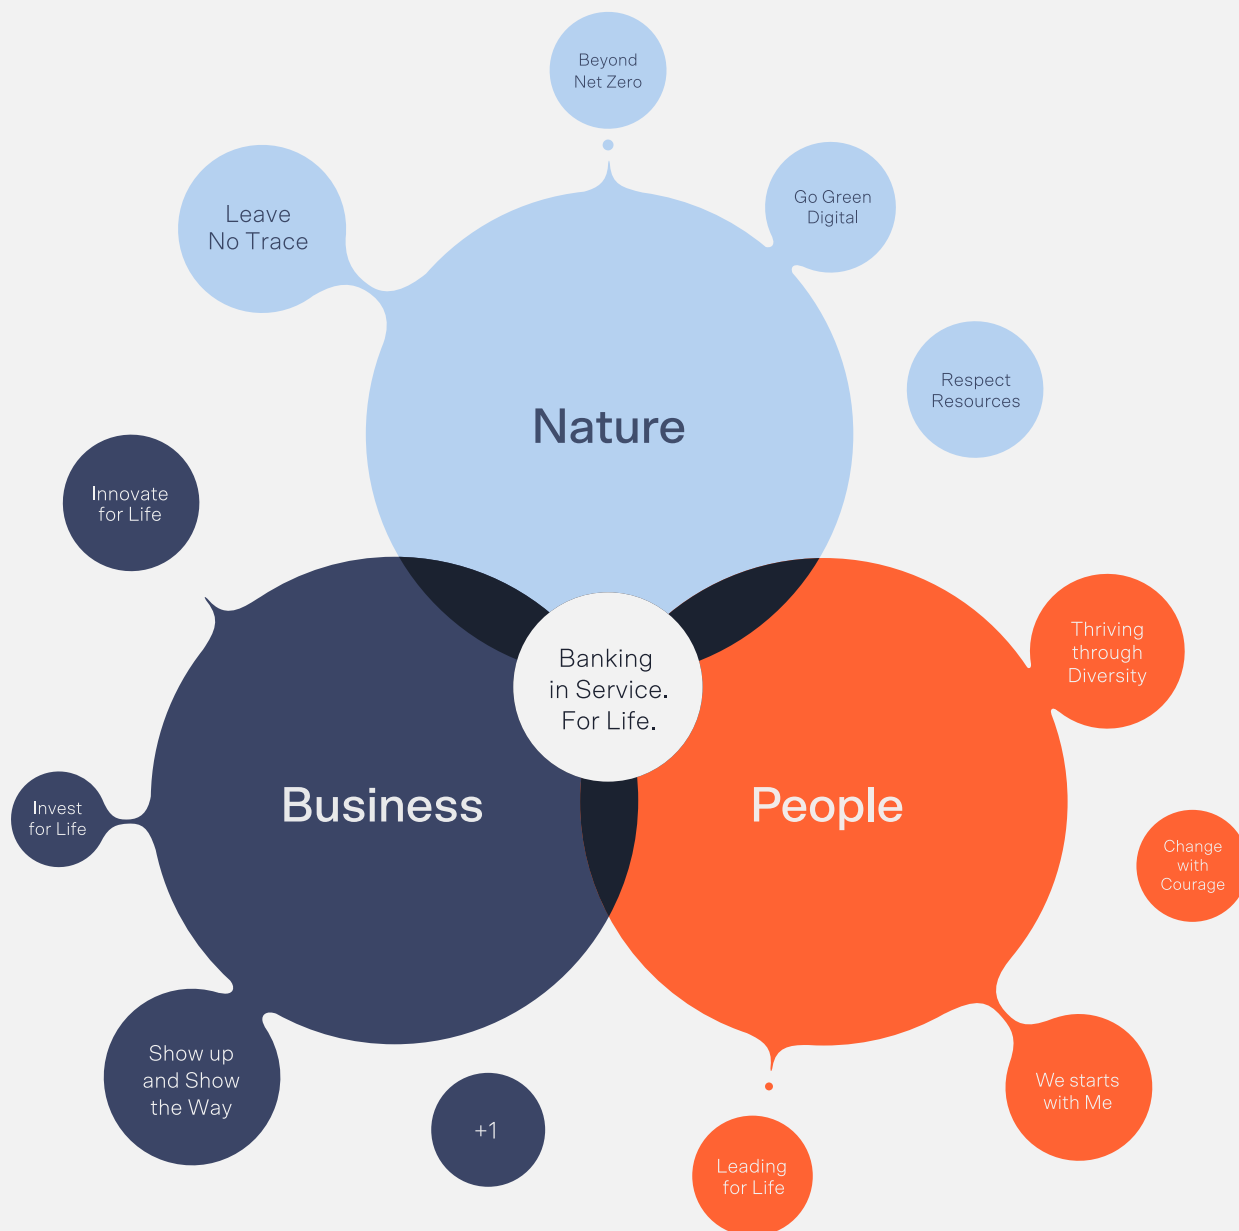 Beyond
Net Zero
Leave
No Trace
Go Green
Digital
Respect
Resources
Nature
Innovate
for Life
Thriving
through
Diversity
Banking
in Service.
For Life.
Business
People
Invest
for Life
Change
with
Courage
Show up
and Show
the Way
We starts
with Me
+1
Leading
for Life